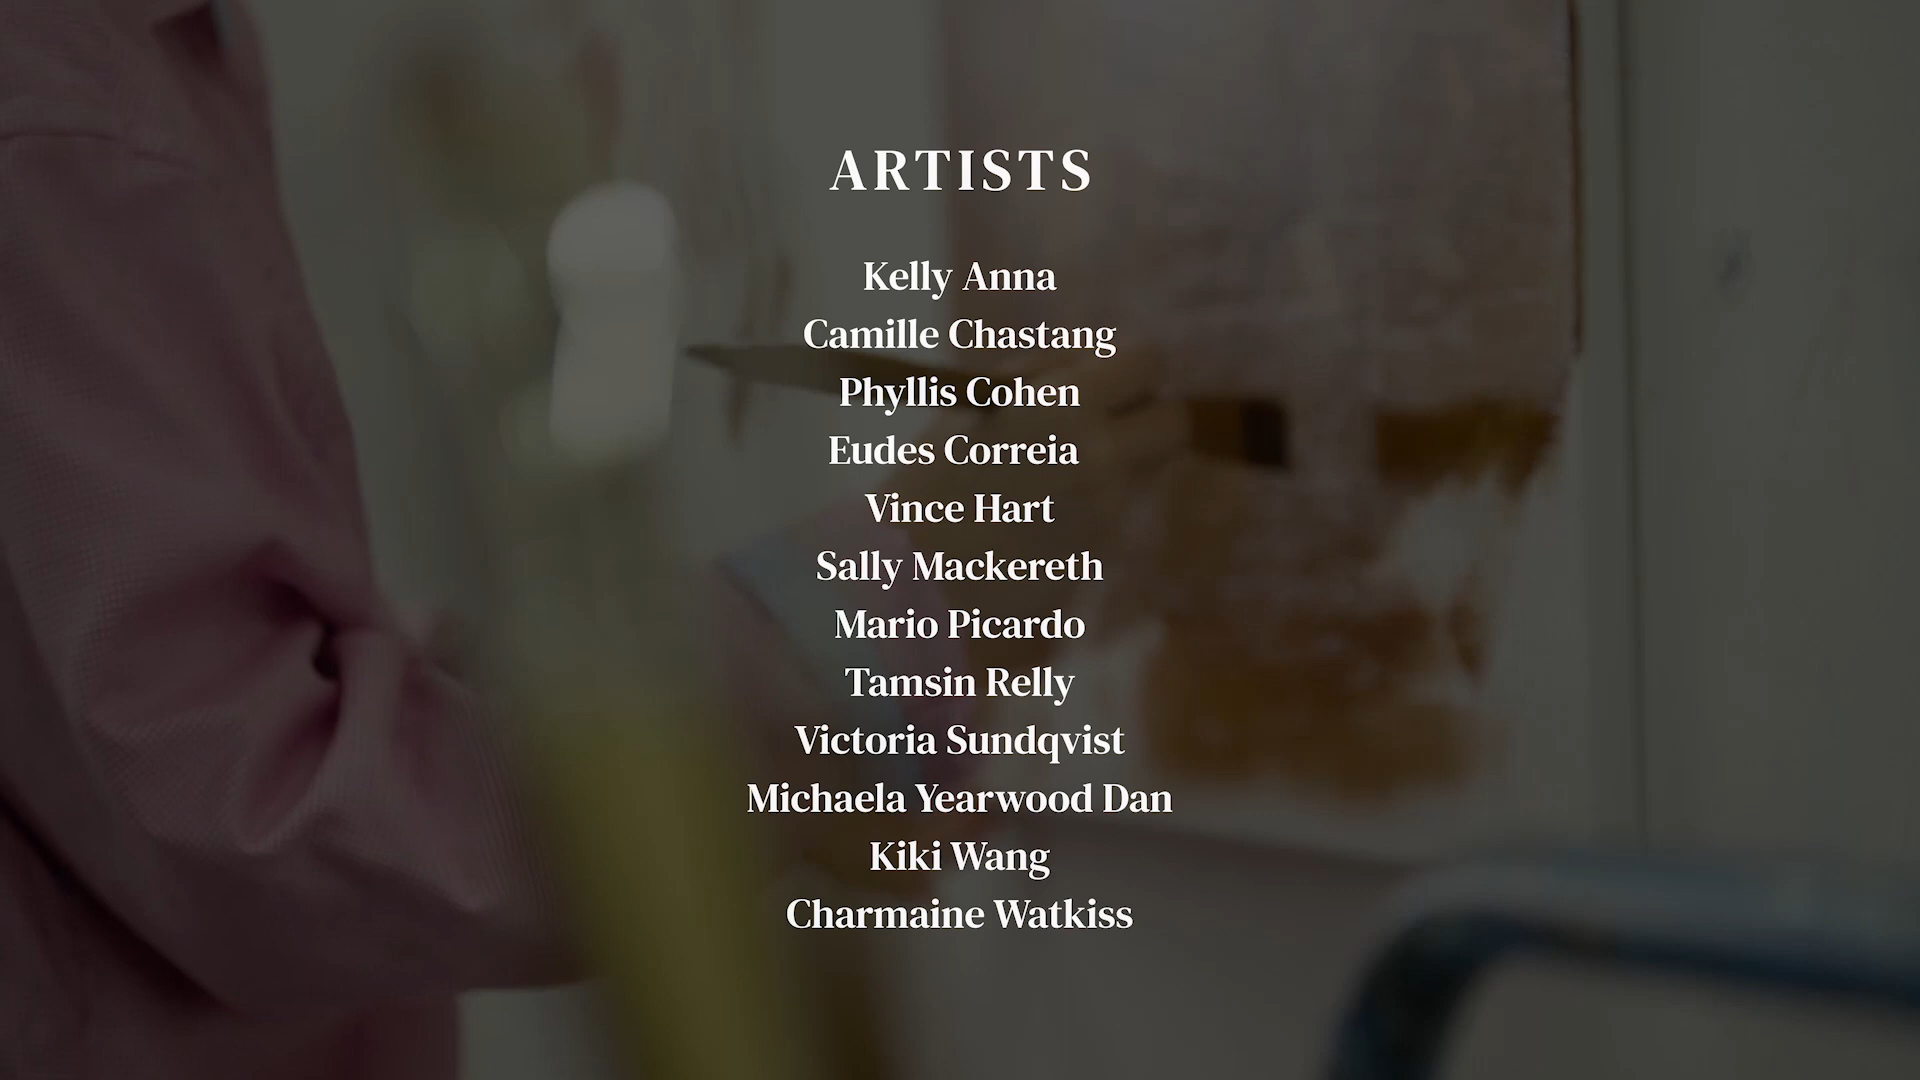 ARTISTS
Kelly Anna
Camille Chastang
Phyllis Cohen
Eudes Correia
Vince Hart
Sally Mackereth
Mario Picardo
Tamsin Relly
Victoria Sundqvist
Michaela Yearwood Dan
Kiki Wang
Charmaine Watkiss